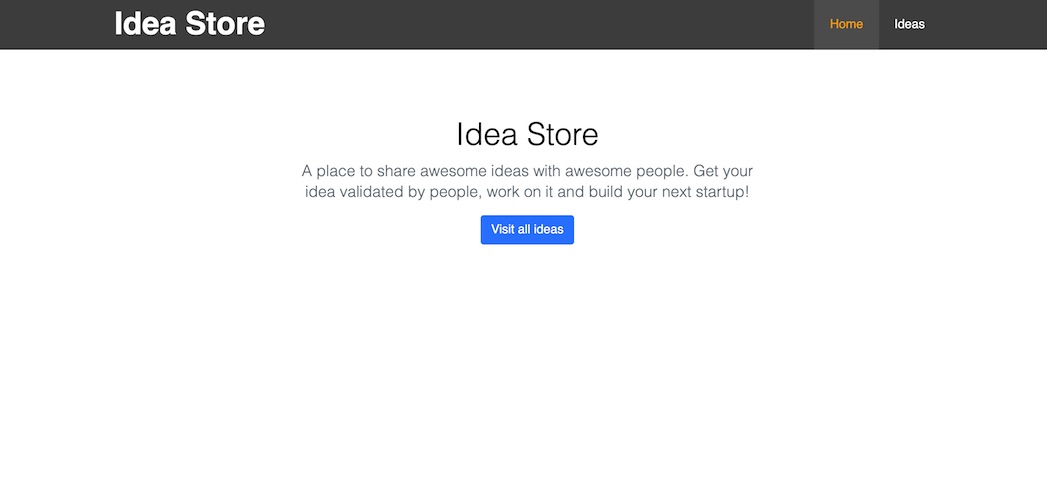 Idea Store
Home
Ideas
Idea Store
A place to share awesome ideas with awesome people. Get your
idea validated by people, work on it and build your next startup!
Visit all ideas